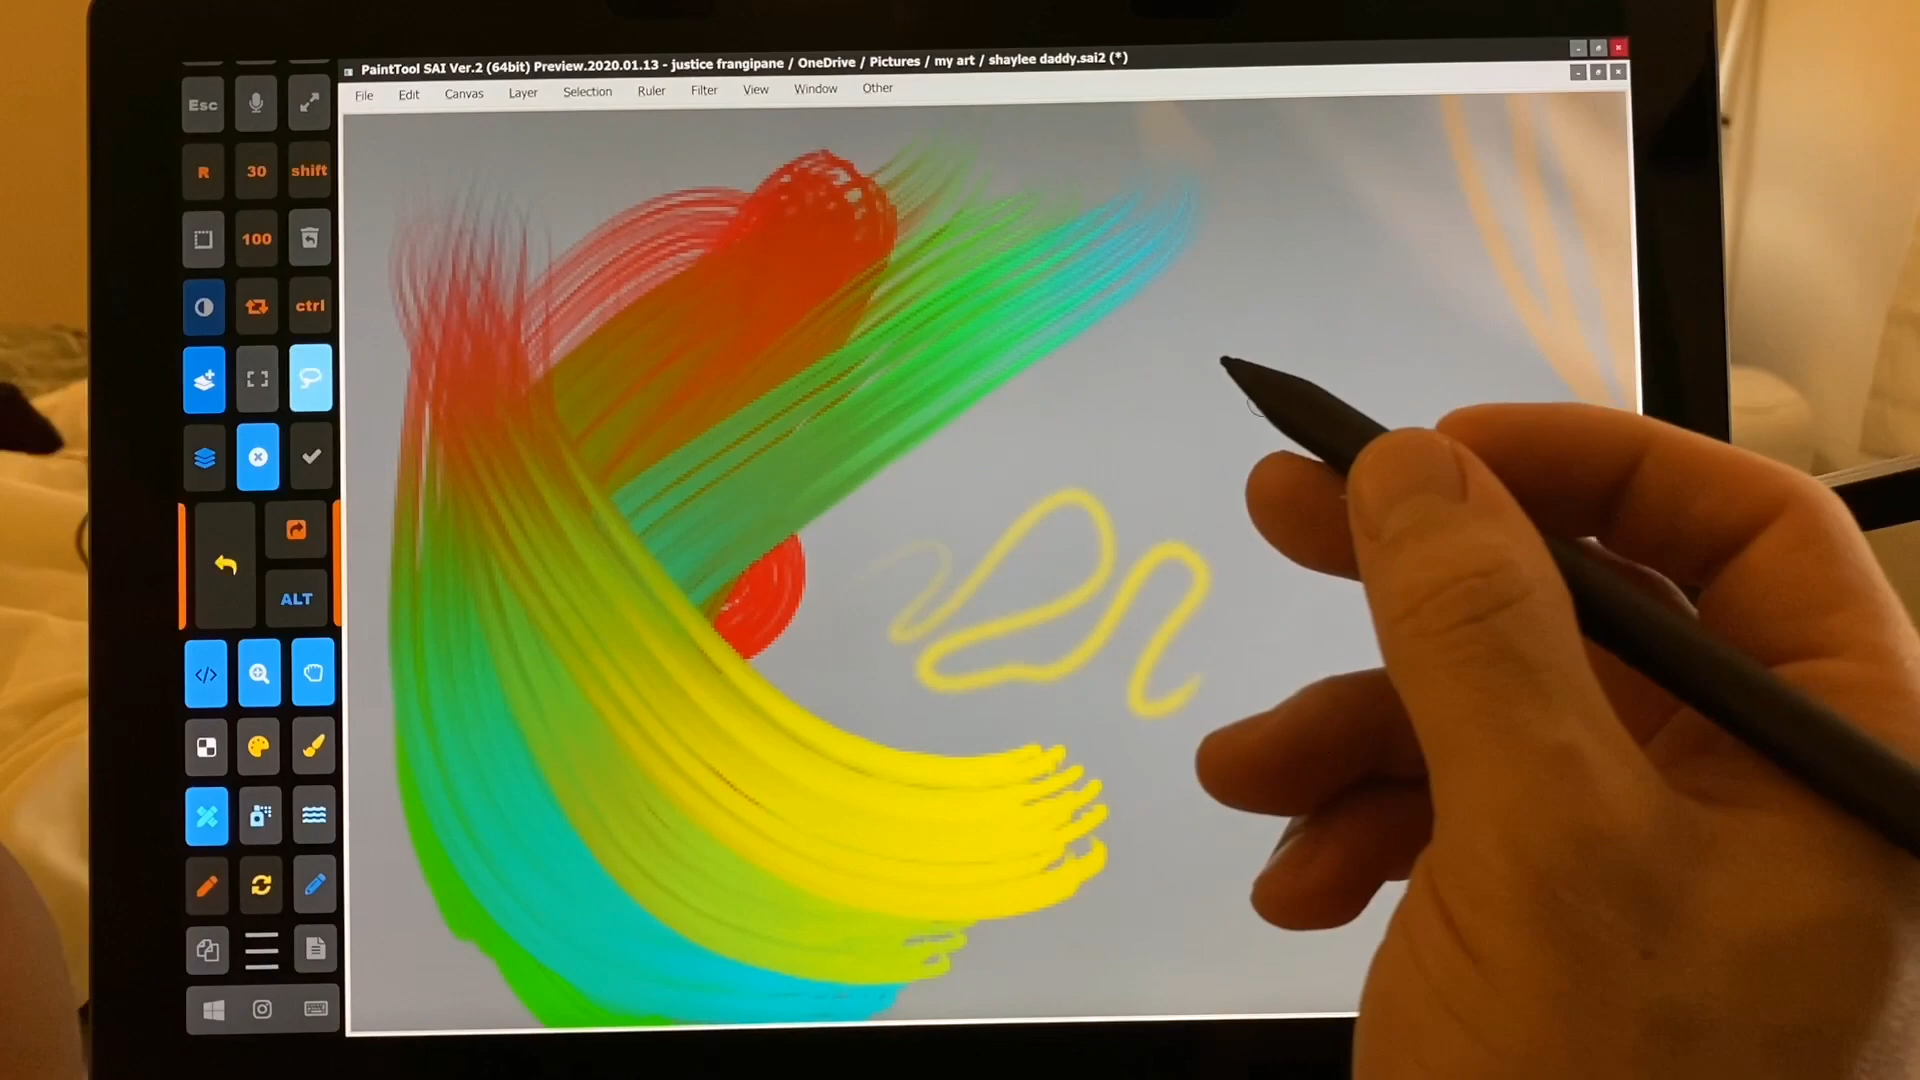 PaintTool SAI Ver.2 (64bit) Preview.2020.01.13 - justice frangipane / OneDrive / Pictures / my art / shaylee daddy.sai2 (*)
File Edit Canvas Layer Selection Ruler Filter View Window Other
Esc
R 30 shift
100
ctrl
ALT
</>